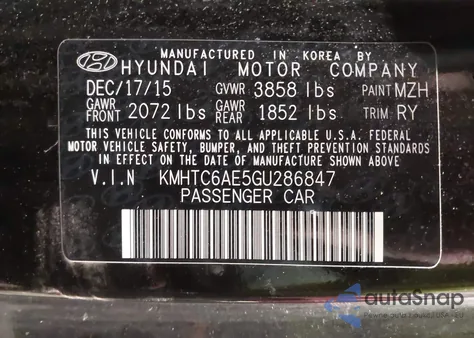 MANUFACTURED IN KOREA BY
HYUNDAI MOTOR COMPANY
DEC/17/15 GVWR 3858 lbs PAINT MZH
GAWR FRONT 2072 lbs GAWR REAR 1852 lbs TRIM RY
THIS VEHICLE CONFORMS TO ALL APPLICABLE U.S.A. FEDERAL
MOTOR VEHICLE SAFETY, BUMPER, AND THEFT PREVENTION STANDARDS
IN EFFECT ON THE DATE OF MANUFACTURE SHOWN ABOVE.
V.I.N KMHTC6AE5GU286847
PASSENGER CAR
autoSnap